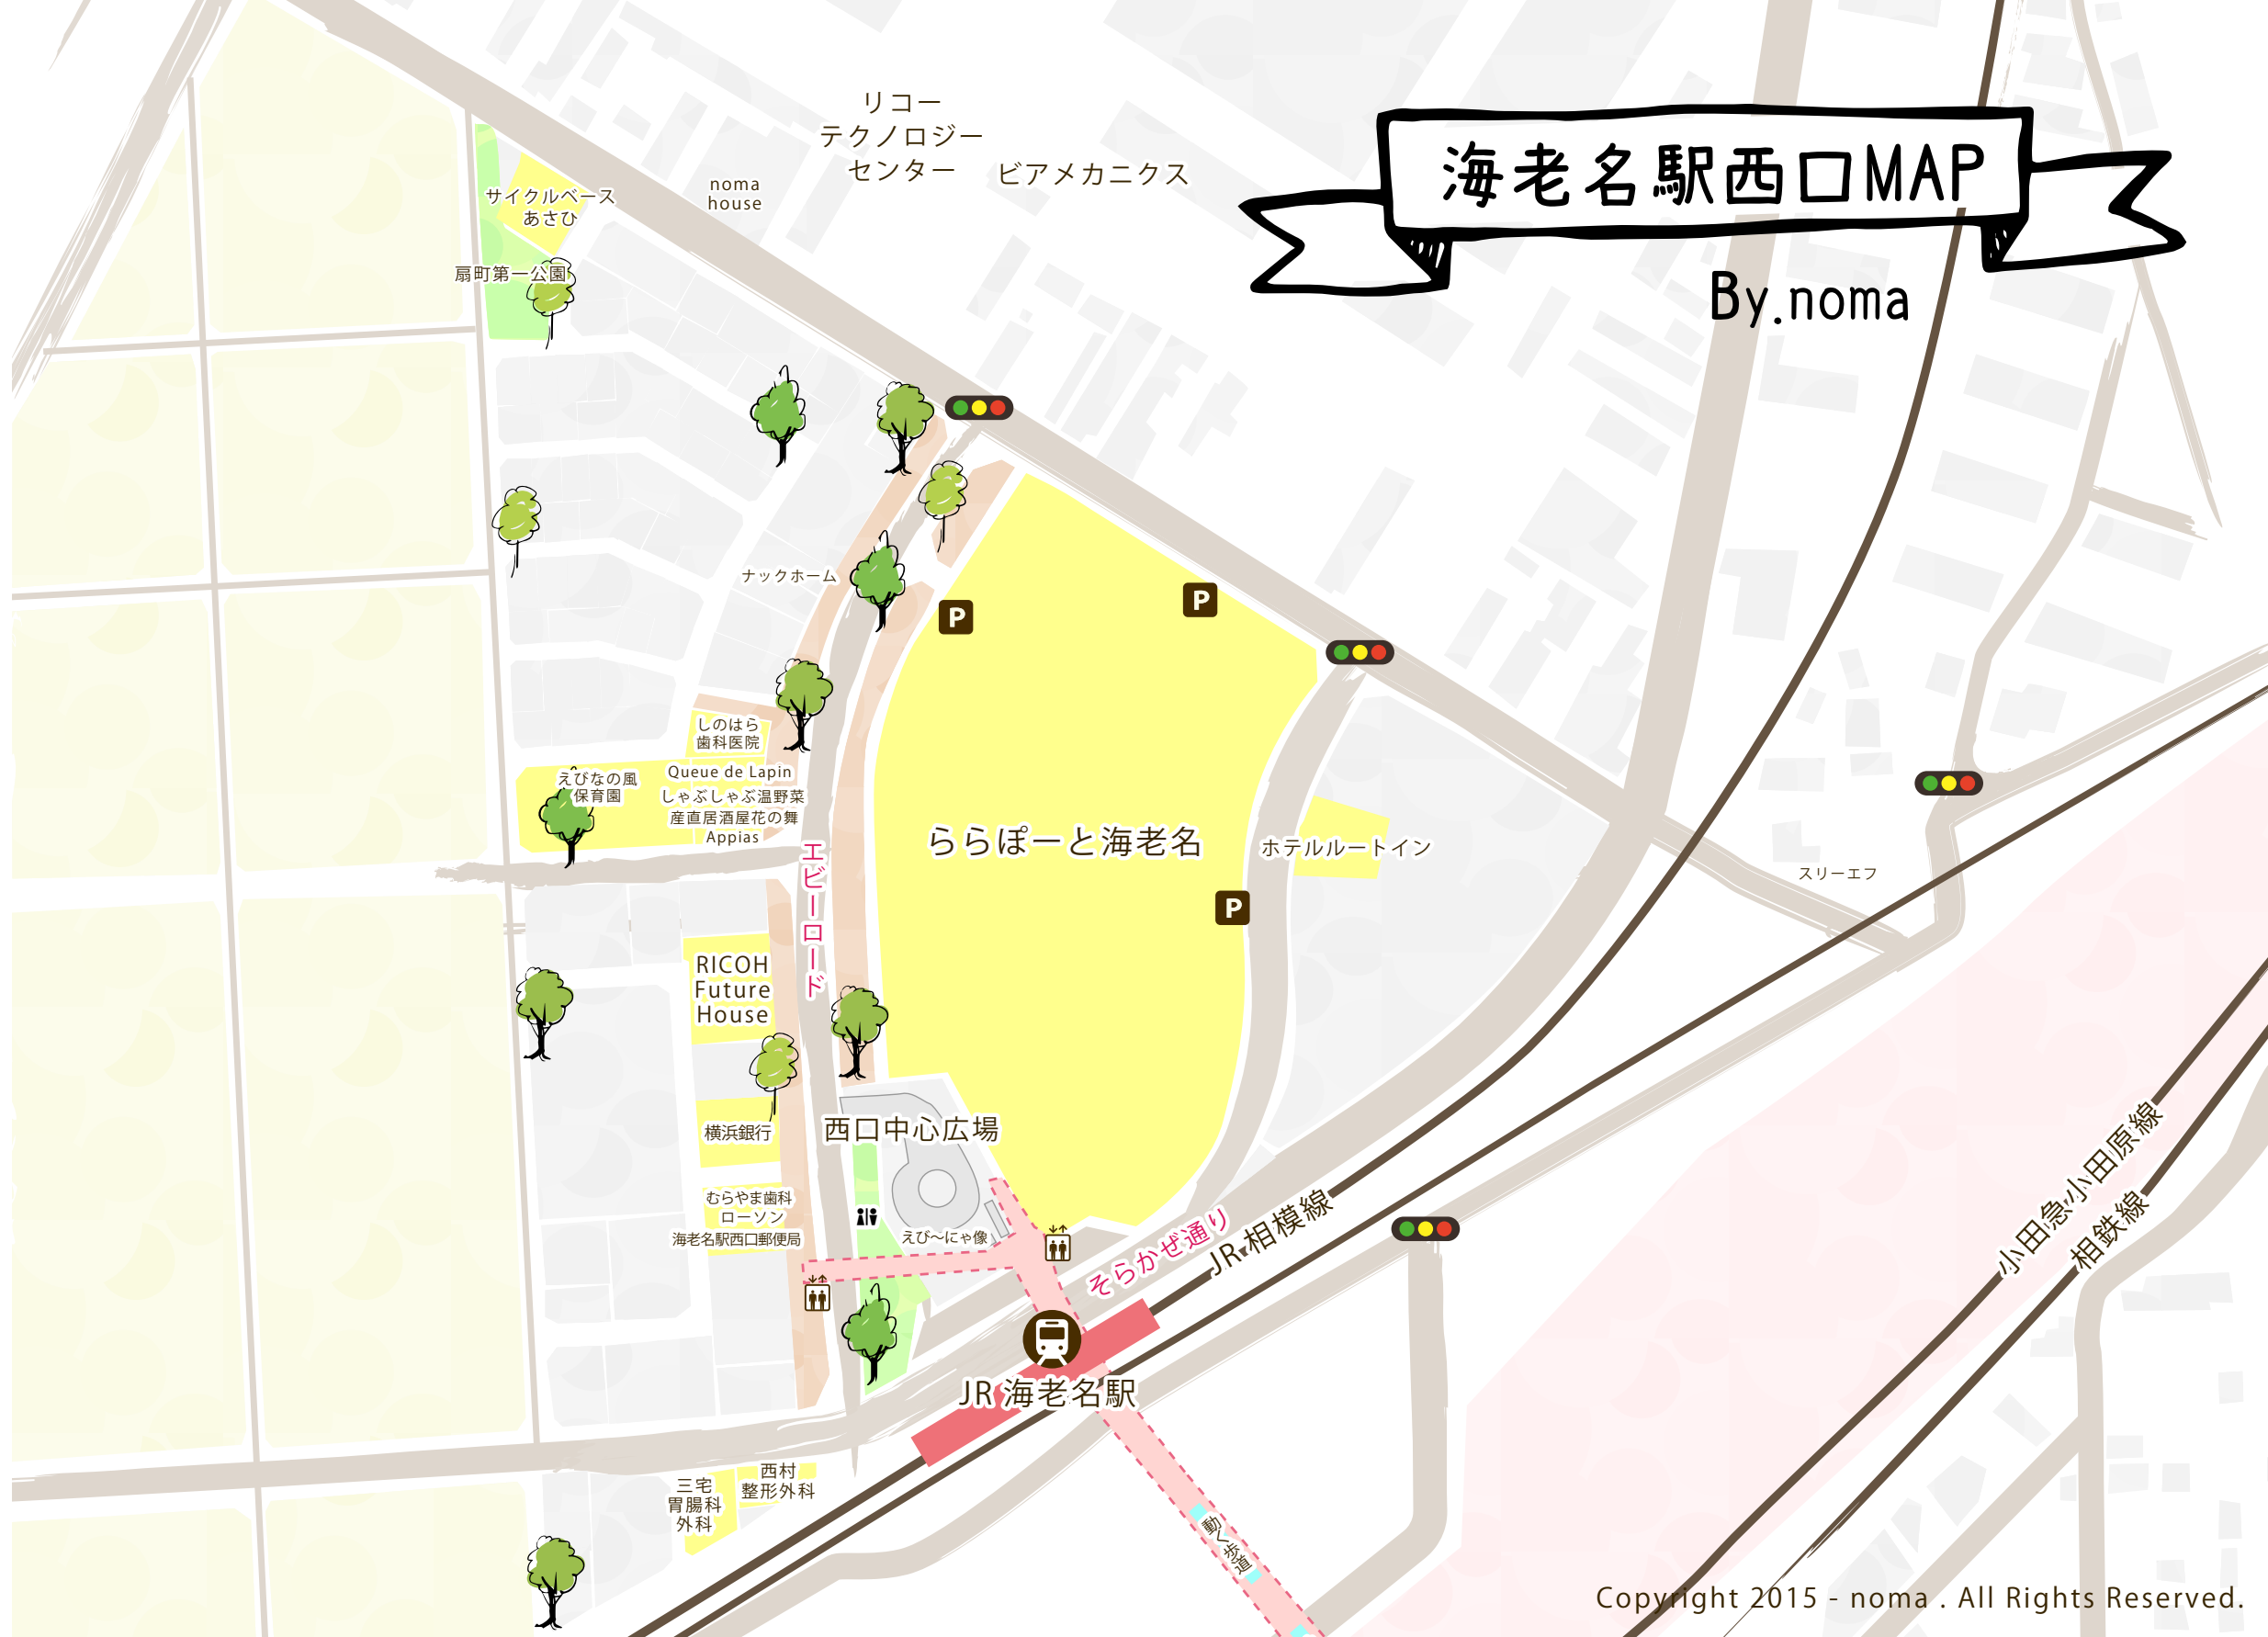 海老名駅西口MAP
By.noma
リコー
テクノロジー
センター
ビアメカニクス
noma
house
サイクルベース
あさひ
扇町第一公園
ナックホーム
しのはら
歯科医院
えびなの風
保育園
Queue de Lapin
しゃぶしゃぶ温野菜
産直居酒屋花の舞
Appias
エビーロード
P
P
P
ららぽーと海老名
ホテルルートイン
スリーエフ
RICOH
Future
House
横浜銀行
西口中心広場
むらやま歯科
ローソン
海老名駅西口郵便局
えび〜にゃ像
そらかぜ通り
JR 相模線
小田急小田原線
相鉄線
JR 海老名駅
三宅
胃腸科
外科
西村
整形外科
動く歩道
Copyright 2015 - noma . All Rights Reserved.